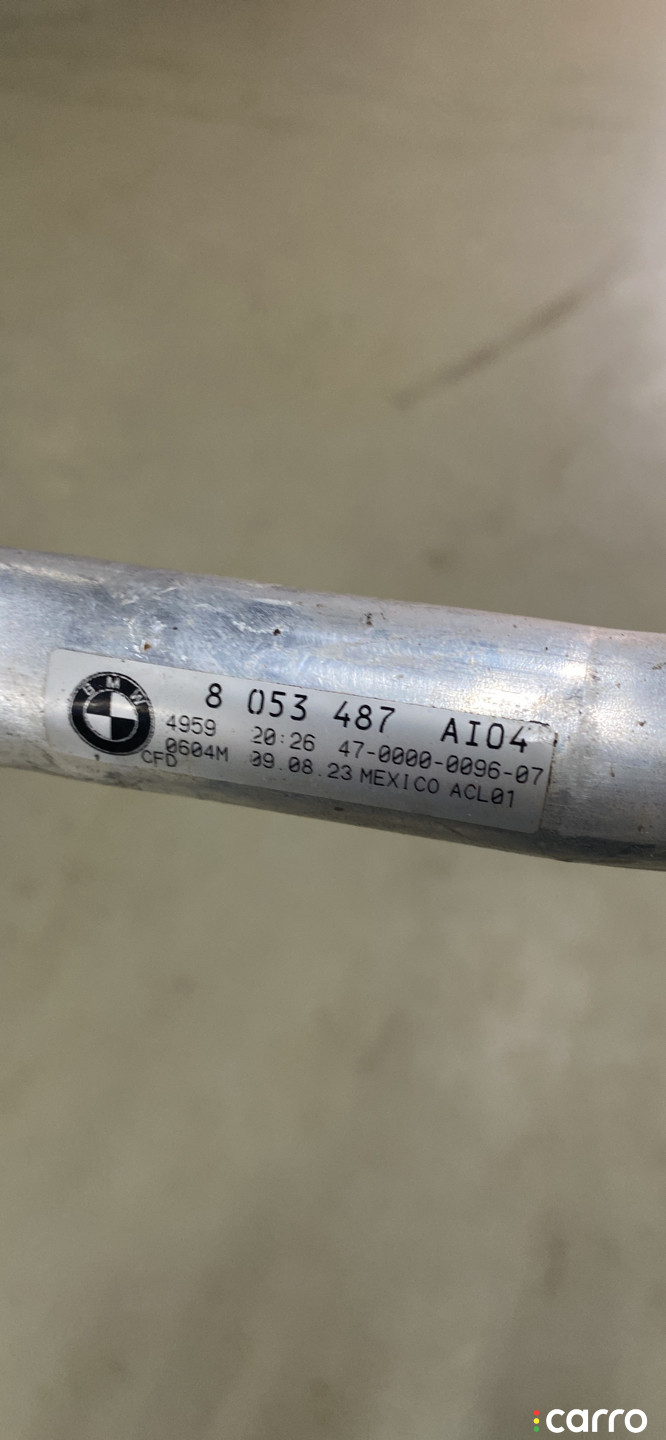 BMW
8 053 487 AI04
4959 20:26 47-0000-0096-07
0604M 09.08.23 MEXICO ACL01
CFD
carro